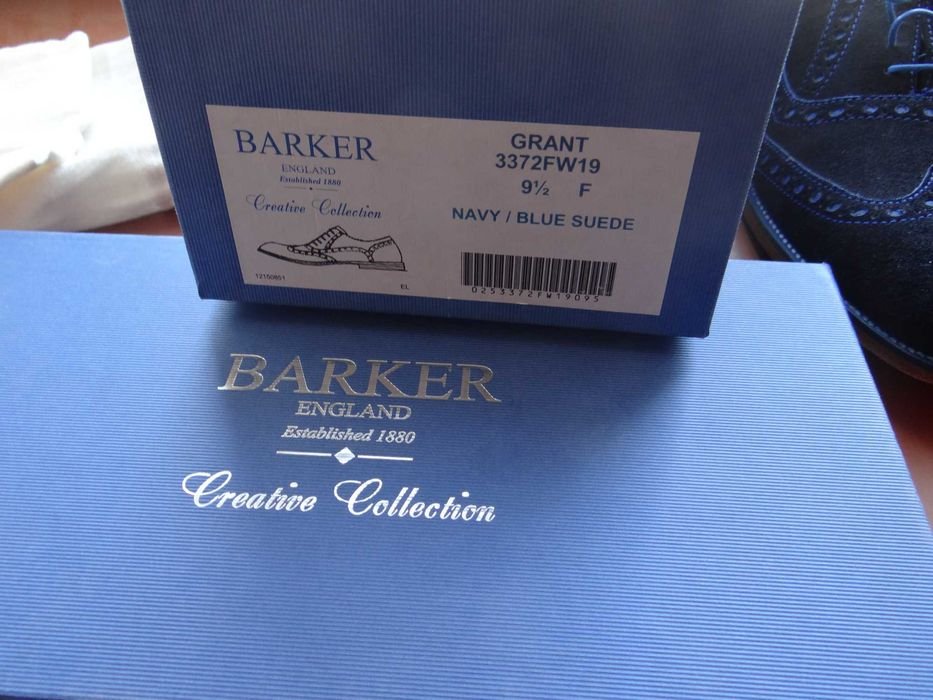 BARKER
ENGLAND
Established 1880
Creative Collection
12150801
EL
GRANT
3372FW19
9½ F
NAVY / BLUE SUEDE
0253372FW19095
BARKER
ENGLAND
Established 1880
Creative Collection